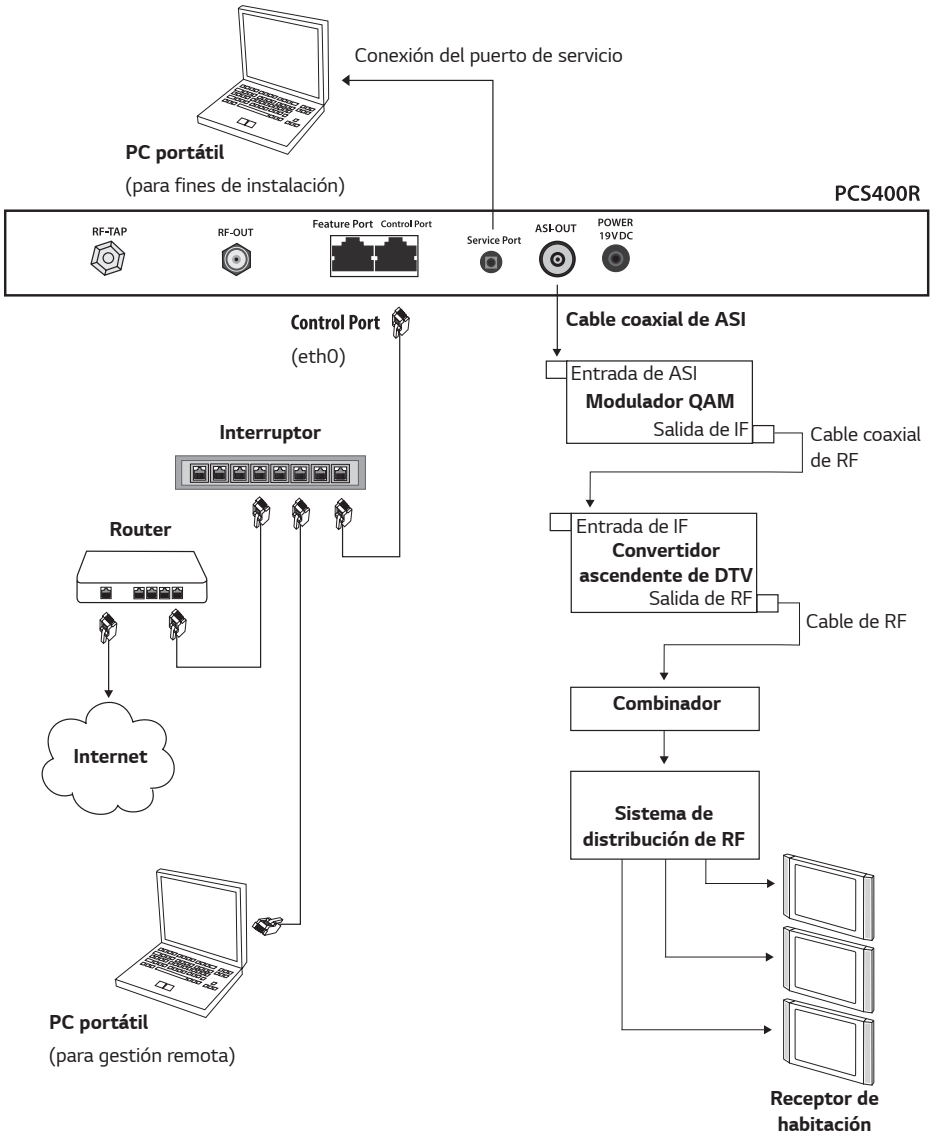 Conexión del puerto de servicio
PC portátil
(para fines de instalación)
PCS400R
RF-TAP
RF-OUT
Feature Port
Control Port
Service Port
ASI-OUT
POWER
19V DC
Control Port
(eth0)
Cable coaxial de ASI
Entrada de ASI
Modulador QAM
Salida de IF
Cable coaxial
de RF
Interruptor
Router
Entrada de IF
Convertidor
ascendente de DTV
Salida de RF
Cable de RF
Combinador
Internet
Sistema de
distribución de RF
PC portátil
(para gestión remota)
Receptor de
habitación